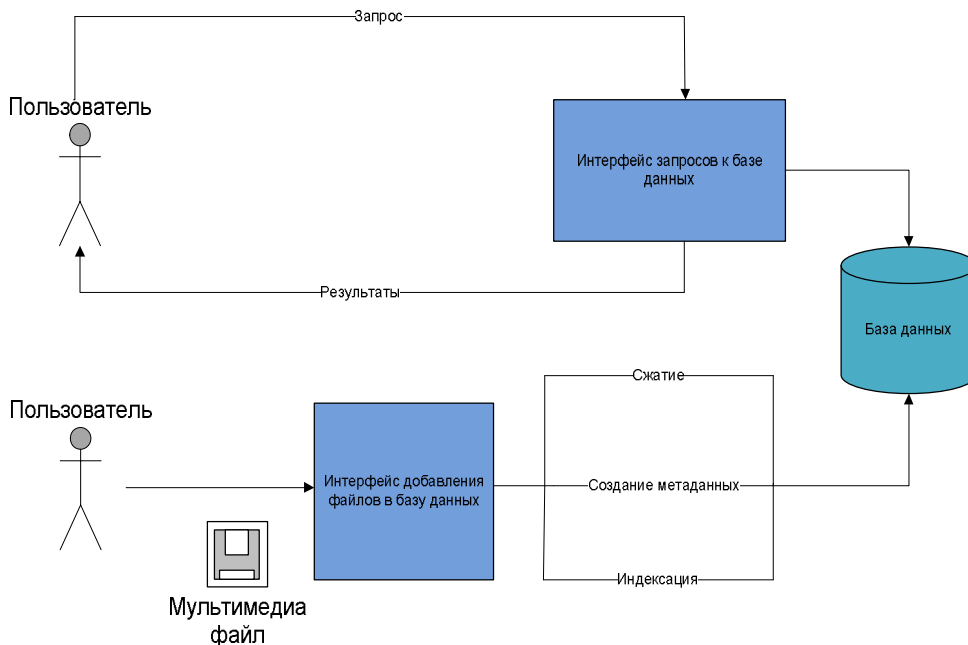 Запрос
Пользователь
Интерфейс запросов к базе
данных
Результаты
База данных
Сжатие
Пользователь
Интерфейс добавления
файлов в базу данных
Создание метаданных
Индексация
Мультимедиа
файл